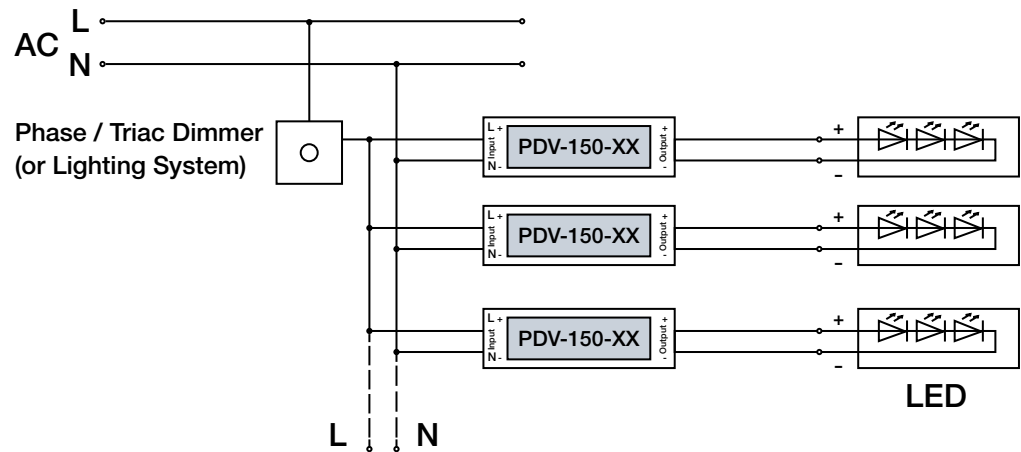 AC
L
N
Phase / Triac Dimmer
(or Lighting System)
L +
Input
N -
PDV-150-XX
Output
+
-
+
–
L +
Input
N -
PDV-150-XX
Output
+
-
+
–
L +
Input
N -
PDV-150-XX
Output
+
-
+
–
LED
L
N